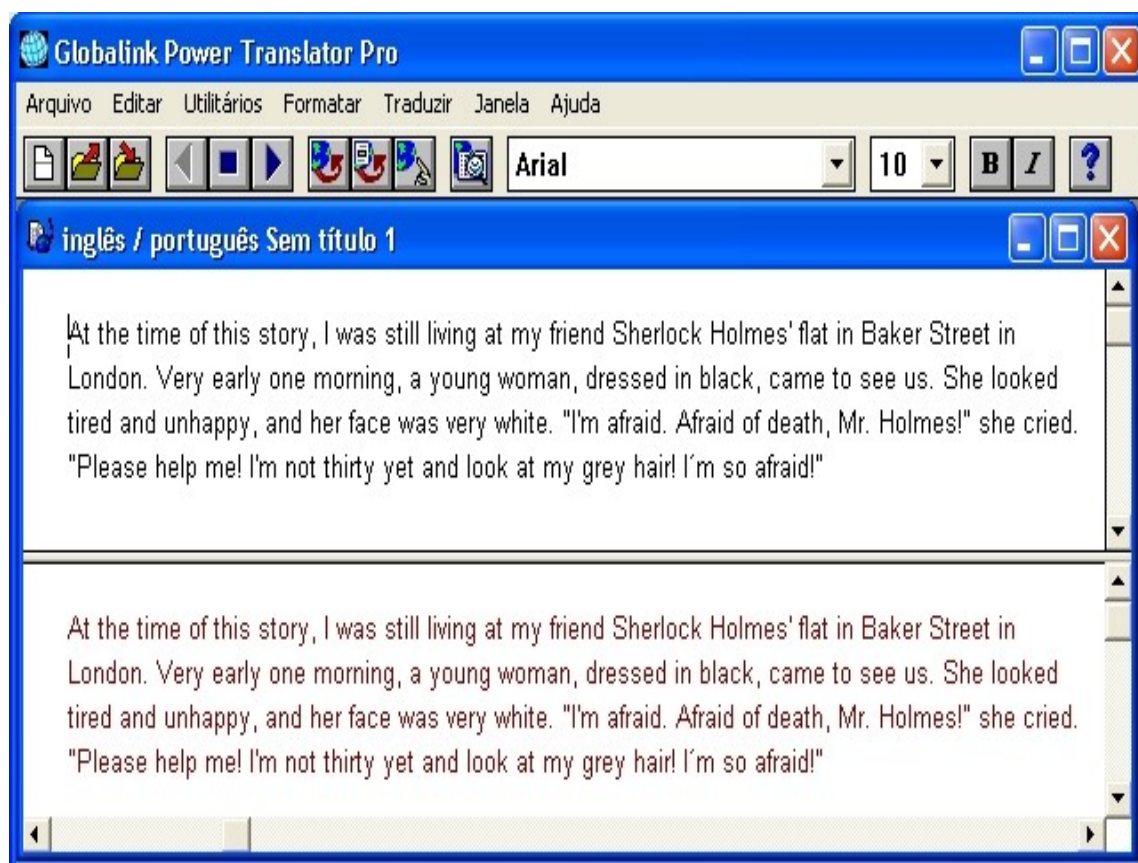 Globalink Power Translator Pro
Arquivo Editar Utilitários Formatar Traduzir Janela Ajuda
Arial 10 B I ?
inglês / português Sem título 1
At the time of this story, I was still living at my friend Sherlock Holmes' flat in Baker Street in
London. Very early one morning, a young woman, dressed in black, came to see us. She looked
tired and unhappy, and her face was very white. "I'm afraid. Afraid of death, Mr. Holmes!" she cried.
"Please help me! I'm not thirty yet and look at my grey hair! I´m so afraid!"
At the time of this story, I was still living at my friend Sherlock Holmes' flat in Baker Street in
London. Very early one morning, a young woman, dressed in black, came to see us. She looked
tired and unhappy, and her face was very white. "I'm afraid. Afraid of death, Mr. Holmes!" she cried.
"Please help me! I'm not thirty yet and look at my grey hair! I´m so afraid!"